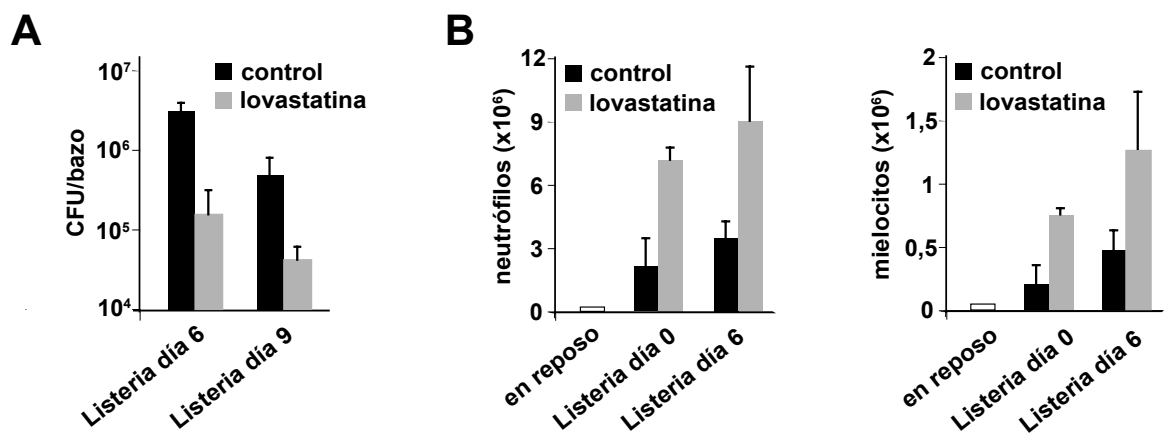 A
CFU/bazo
10⁷
10⁶
10⁵
10⁴
control
lovastatina
Listeria día 6
Listeria día 9
B
neutrófilos (x10⁶)
12
9
6
3
0
control
lovastatina
en reposo
Listeria día 0
Listeria día 6
mielocitos (x10⁶)
2
1,5
1
0,5
0
control
lovastatina
en reposo
Listeria día 0
Listeria día 6